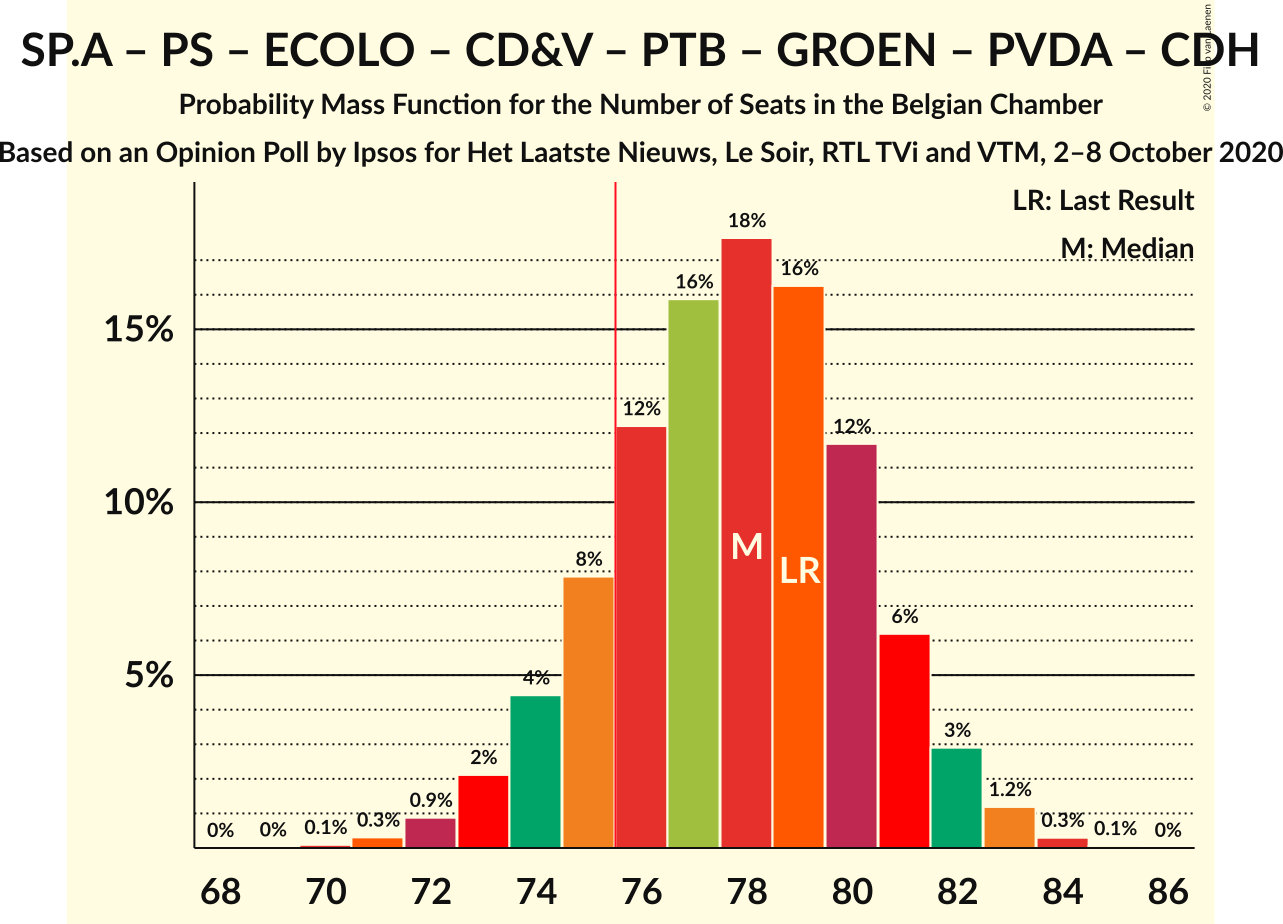 SP.A – PS – ECOLO – CD&V – PTB – GROEN – PVDA – CDH
Probability Mass Function for the Number of Seats in the Belgian Chamber
Based on an Opinion Poll by Ipsos for Het Laatste Nieuws, Le Soir, RTL TVi and VTM, 2–8 October 2020
© 2020 Filip van Laenen
LR: Last Result
M: Median
18%
16%
16%
15%
12%
12%
10%
M
LR
8%
6%
5%
4%
3%
2%
1.2%
0.9%
0% 0% 0.1% 0.3% 0.3% 0.1% 0%
68 70 72 74 76 78 80 82 84 86